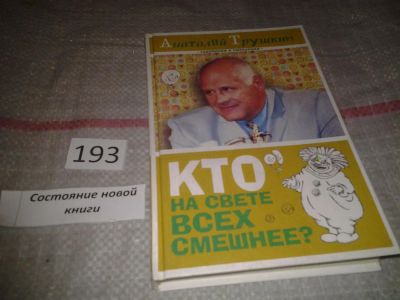 Анатолий Трушкин
КТО
НА СВЕТЕ
ВСЕХ
СМЕШНЕЕ?
193
Состояние новой
книги